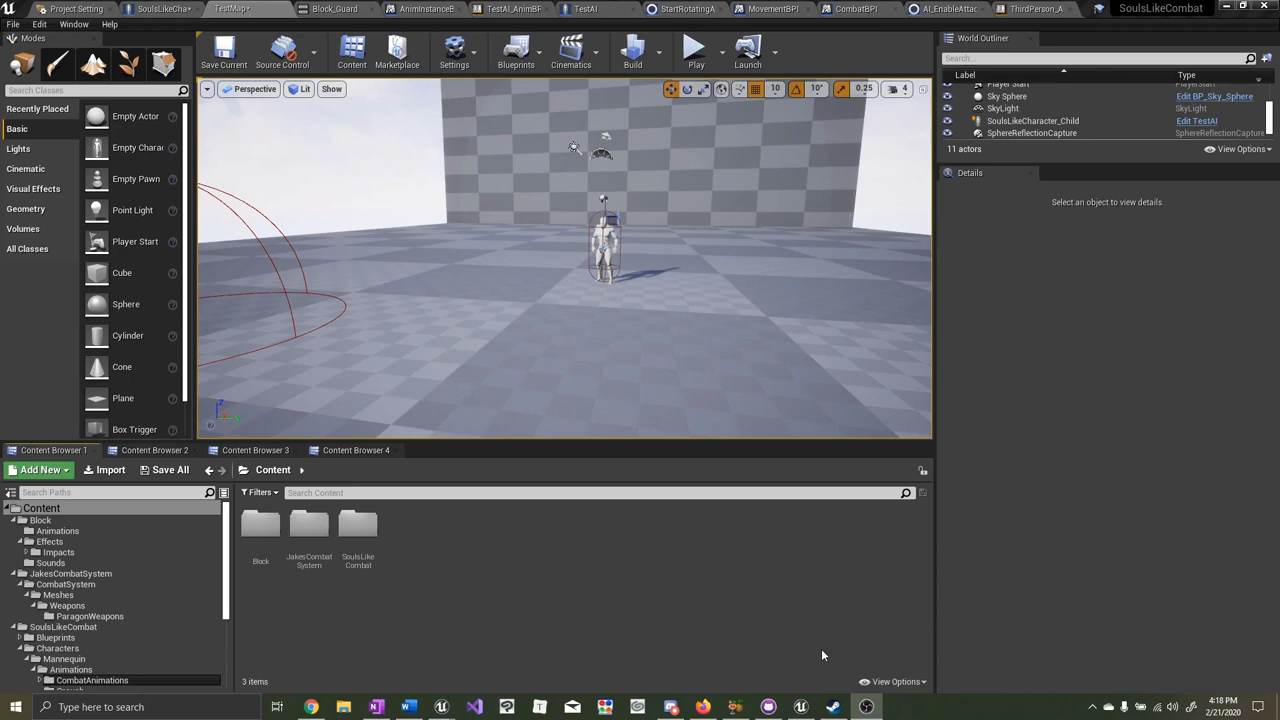 Project Setting
SoulsLikeCha
TestMap
Block_Guard
AnimInstanceB
TestAI_AnimBF
TestAI
StartRotatingA
MovementBPI
CombatBPI
AI_EnableAttac
ThirdPerson_A
SoulsLikeCombat
File Edit Window Help
Modes
Search Classes
Recently Placed
Basic
Lights
Cinematic
Visual Effects
Geometry
Volumes
All Classes
Empty Actor
Empty Charac
Empty Pawn
Point Light
Player Start
Cube
Sphere
Cylinder
Cone
Plane
Box Trigger
Save Current
Source Control
Content
Marketplace
Settings
Blueprints
Cinematics
Build
Play
Launch
Perspective
Lit
Show
10
10°
0.25
4
World Outliner
Search...
Label
Type
Player Start PlayerStart
Sky Sphere Edit BP_Sky_Sphere
SkyLight SkyLight
SoulsLikeCharacter_Child Edit TestAI
SphereReflectionCapture SphereReflectionCapture
11 actors
View Options
Details
Select an object to view details.
Content Browser 1
Content Browser 2
Content Browser 3
Content Browser 4
Add New
Import
Save All
Content
Search Paths
Filters
Search Content
Content
Block
Animations
Effects
Impacts
Sounds
JakesCombatSystem
CombatSystem
Meshes
Weapons
ParagonWeapons
SoulsLikeCombat
Blueprints
Characters
Mannequin
Animations
CombatAnimations
Block
JakesCombat
System
SoulsLike
Combat
3 items
View Options
Type here to search
4:18 PM
2/21/2020